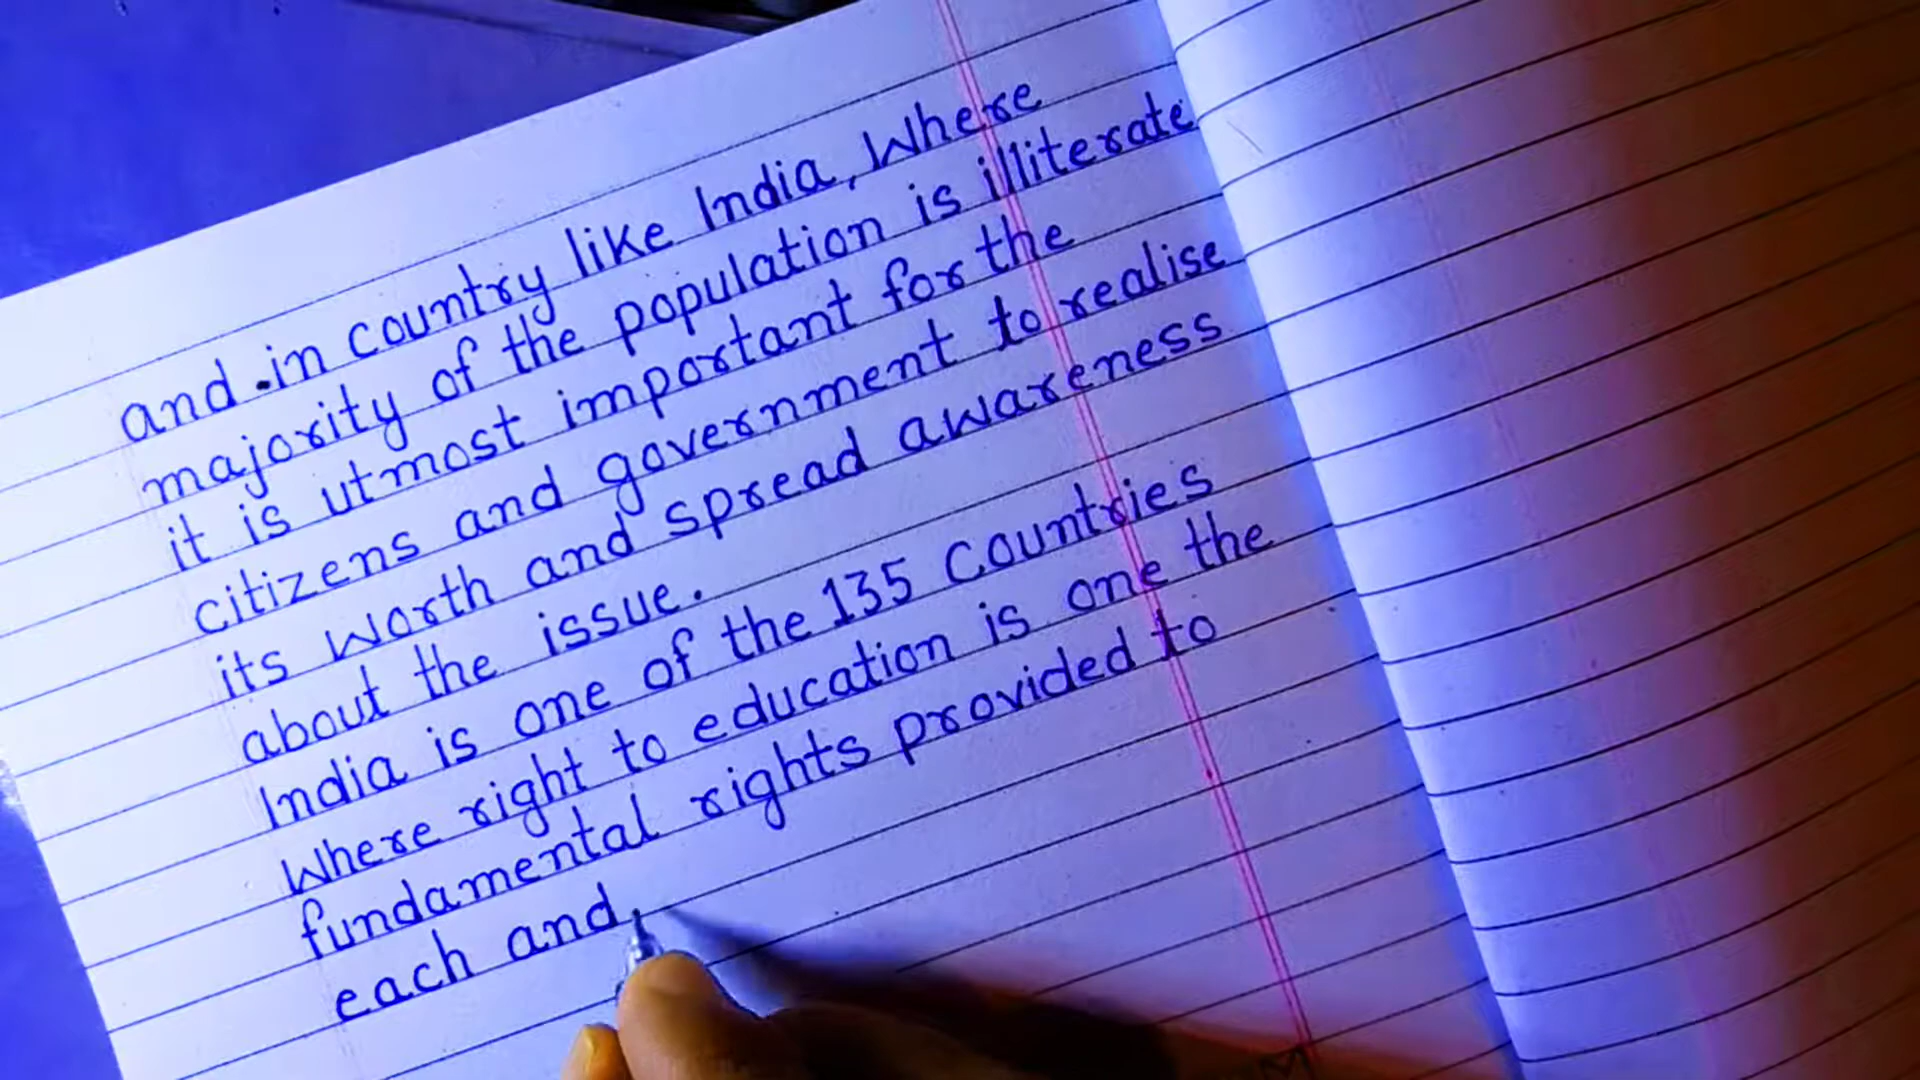 and in country like India, Where
majority of the population is illiterate
it is utmost important for the
citizens and government to realise
its worth and spread awareness
about the issue.
India is one of the 135 Countries
Where right to education is one the
fundamental rights provided to
each and